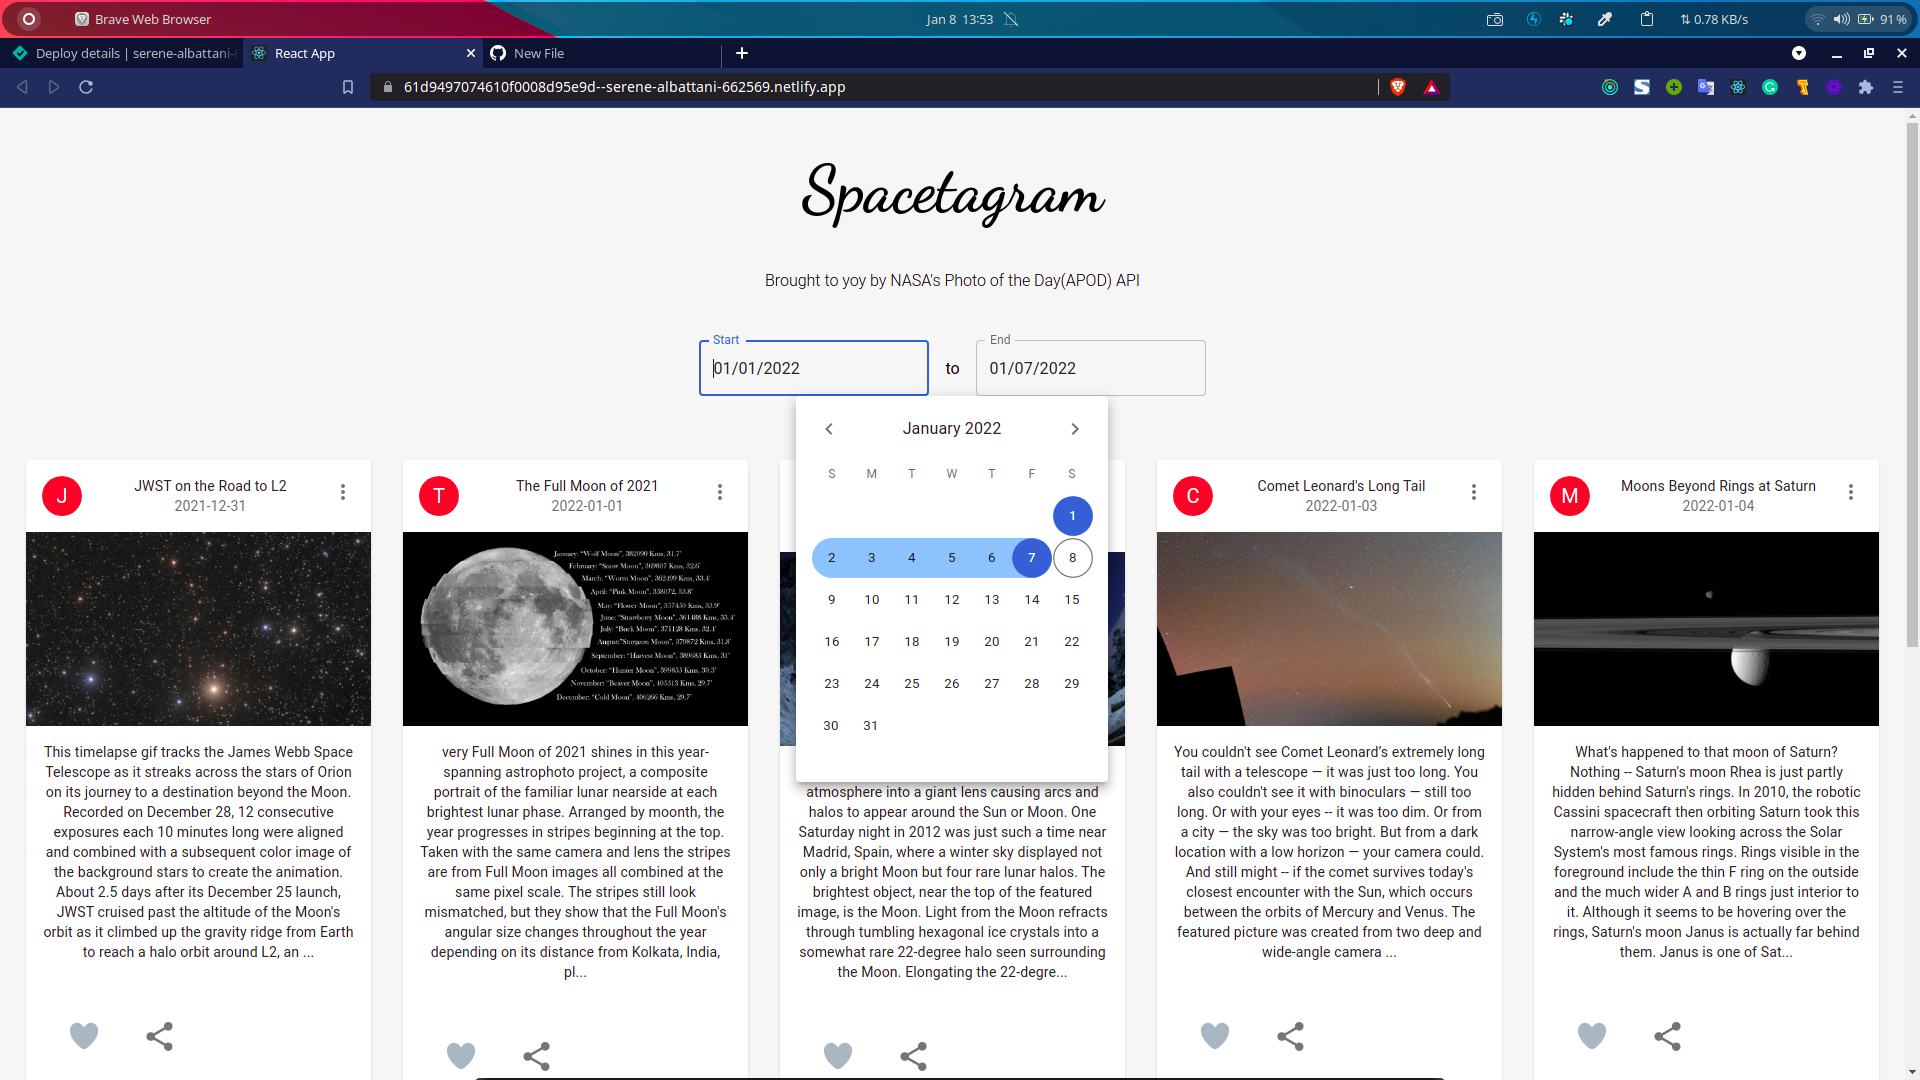 Brave Web Browser
Jan 8 13:53
0.78 KB/s
91 %
Deploy details | serene-albattani-
React App
New File
61d9497074610f0008d95e9d--serene-albattani-662569.netlify.app
Spacetagram
Brought to yoy by NASA's Photo of the Day(APOD) API
Start
01/01/2022
to
End
01/07/2022
January 2022
S M T W T F S
1
2 3 4 5 6 7 8
9 10 11 12 13 14 15
16 17 18 19 20 21 22
23 24 25 26 27 28 29
30 31
J
JWST on the Road to L2
2021-12-31
This timelapse gif tracks the James Webb Space
Telescope as it streaks across the stars of Orion
on its journey to a destination beyond the Moon.
Recorded on December 28, 12 consecutive
exposures each 10 minutes long were aligned
and combined with a subsequent color image of
the background stars to create the animation.
About 2.5 days after its December 25 launch,
JWST cruised past the altitude of the Moon's
orbit as it climbed up the gravity ridge from Earth
to reach a halo orbit around L2, an ...
T
The Full Moon of 2021
2022-01-01
January: "Wolf Moon", 382090 Kms, 31.7'
February: "Snow Moon", 369807 Kms, 32.6'
March: "Worm Moon", 362499 Kms, 33.4'
April: "Pink Moon", 358072, 33.8'
May: "Flower Moon", 357450 Kms, 33.9'
June: "Strawberry Moon", 361488 Kms, 33.4'
July: "Buck Moon", 371128 Kms, 32.4'
August:"Sturgeon Moon", 379872 Kms, 31.8'
September: "Harvest Moon", 389685 Kms, 31'
October: "Hunter Moon", 399855 Kms, 30.3'
November: "Beaver Moon", 405513 Kms, 29.7'
December: "Cold Moon", 406266 Kms, 29.7'
very Full Moon of 2021 shines in this year-
spanning astrophoto project, a composite
portrait of the familiar lunar nearside at each
brightest lunar phase. Arranged by moonth, the
year progresses in stripes beginning at the top.
Taken with the same camera and lens the stripes
are from Full Moon images all combined at the
same pixel scale. The stripes still look
mismatched, but they show that the Full Moon's
angular size changes throughout the year
depending on its distance from Kolkata, India,
pl...
atmosphere into a giant lens causing arcs and
halos to appear around the Sun or Moon. One
Saturday night in 2012 was just such a time near
Madrid, Spain, where a winter sky displayed not
only a bright Moon but four rare lunar halos. The
brightest object, near the top of the featured
image, is the Moon. Light from the Moon refracts
through tumbling hexagonal ice crystals into a
somewhat rare 22-degree halo seen surrounding
the Moon. Elongating the 22-degre...
C
Comet Leonard's Long Tail
2022-01-03
You couldn't see Comet Leonard’s extremely long
tail with a telescope — it was just too long. You
also couldn't see it with binoculars — still too
long. Or with your eyes -- it was too dim. Or from
a city — the sky was too bright. But from a dark
location with a low horizon — your camera could.
And still might -- if the comet survives today's
closest encounter with the Sun, which occurs
between the orbits of Mercury and Venus. The
featured picture was created from two deep and
wide-angle camera ...
M
Moons Beyond Rings at Saturn
2022-01-04
What's happened to that moon of Saturn?
Nothing -- Saturn's moon Rhea is just partly
hidden behind Saturn's rings. In 2010, the robotic
Cassini spacecraft then orbiting Saturn took this
narrow-angle view looking across the Solar
System's most famous rings. Rings visible in the
foreground include the thin F ring on the outside
and the much wider A and B rings just interior to
it. Although it seems to be hovering over the
rings, Saturn's moon Janus is actually far behind
them. Janus is one of Sat...